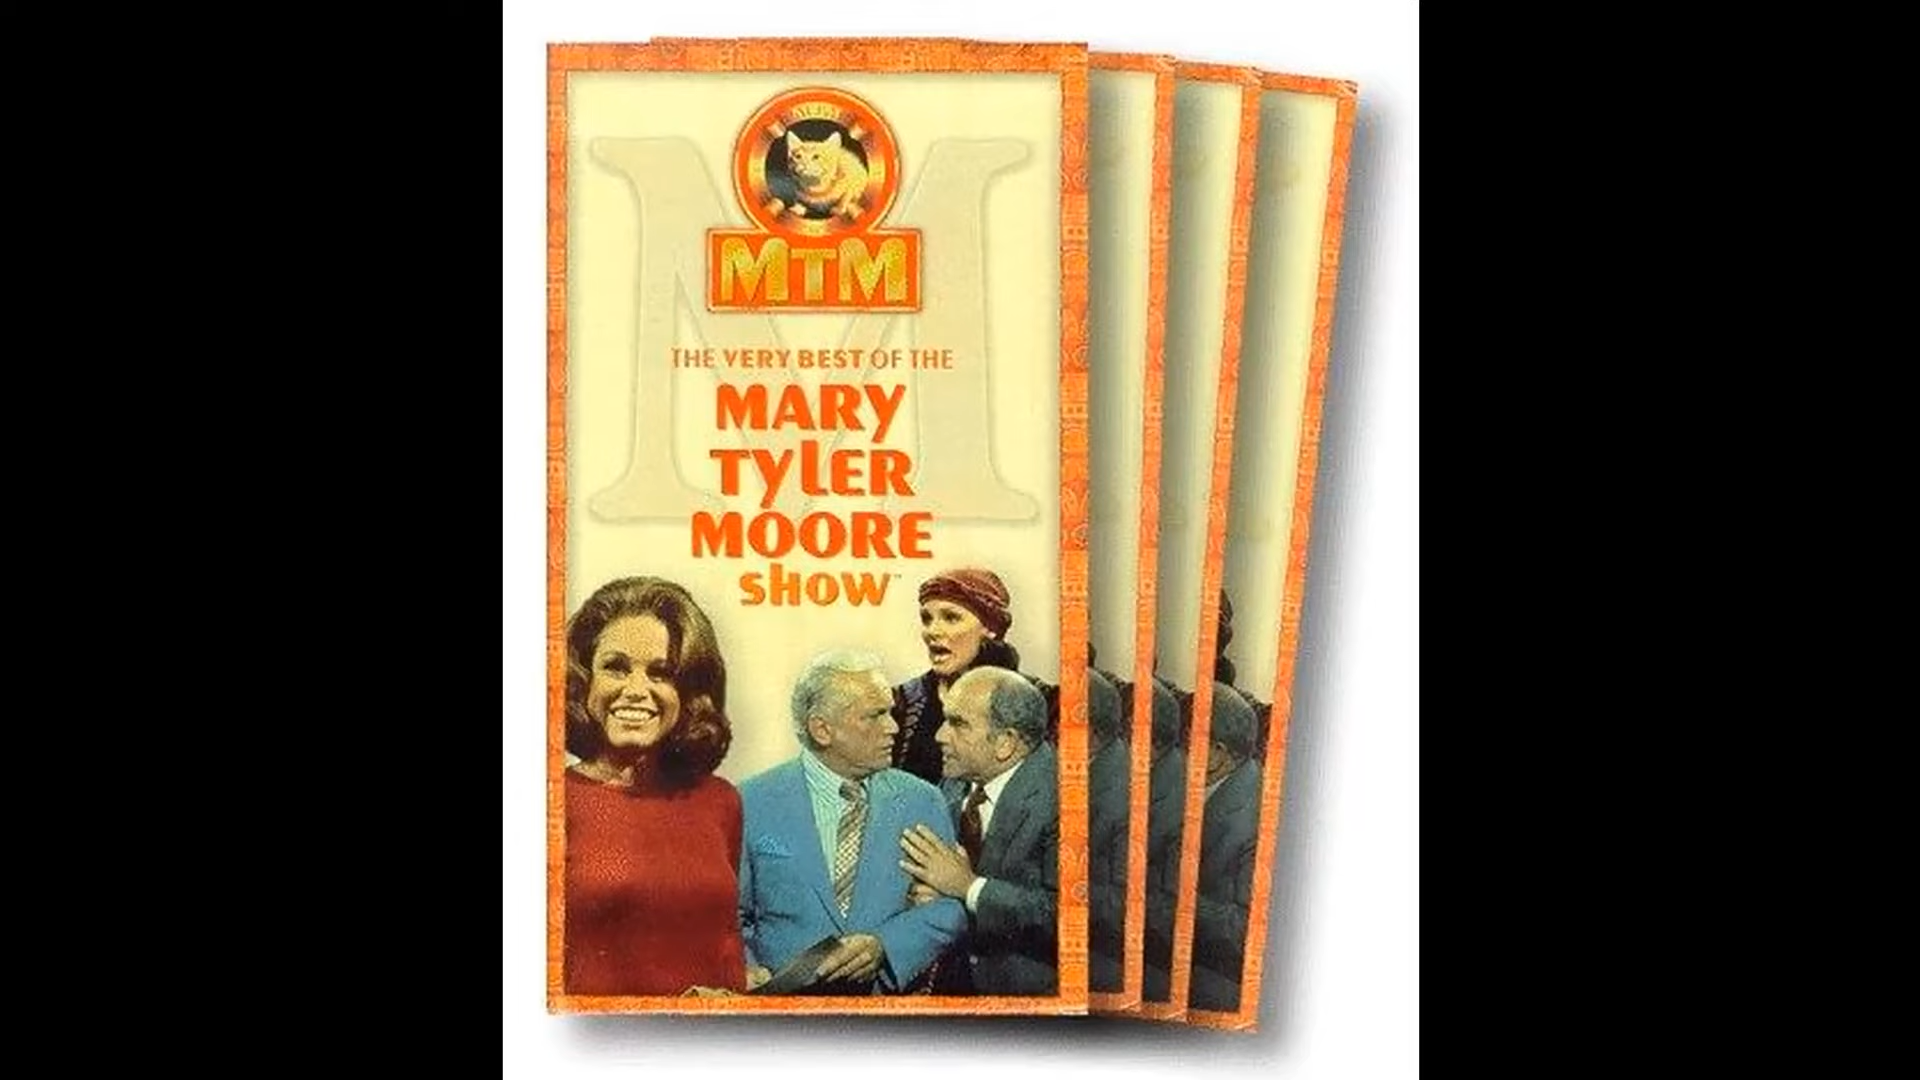 MTM
THE VERY BEST OF THE
MARY
TYLER
MOORE
SHOW